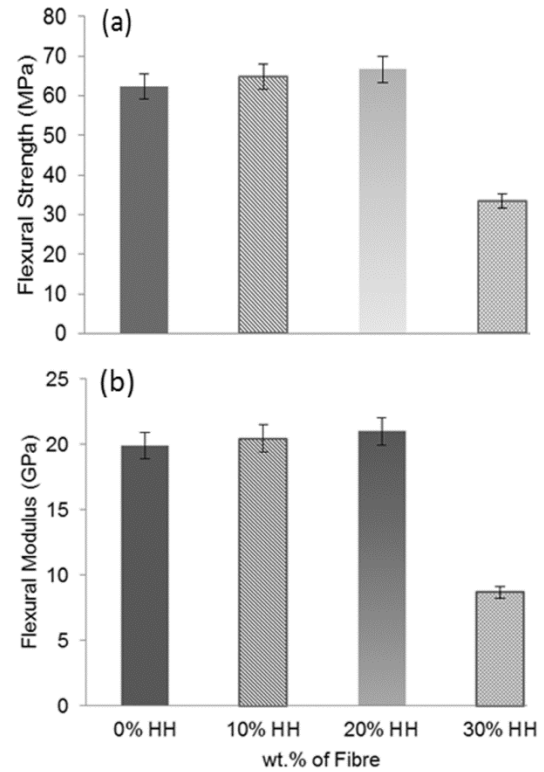 (a)
Flexural Strength (MPa)
80
70
60
50
40
30
20
10
0
(b)
Flexural Modulus (GPa)
25
20
15
10
5
0
0% HH 10% HH 20% HH 30% HH
wt.% of Fibre